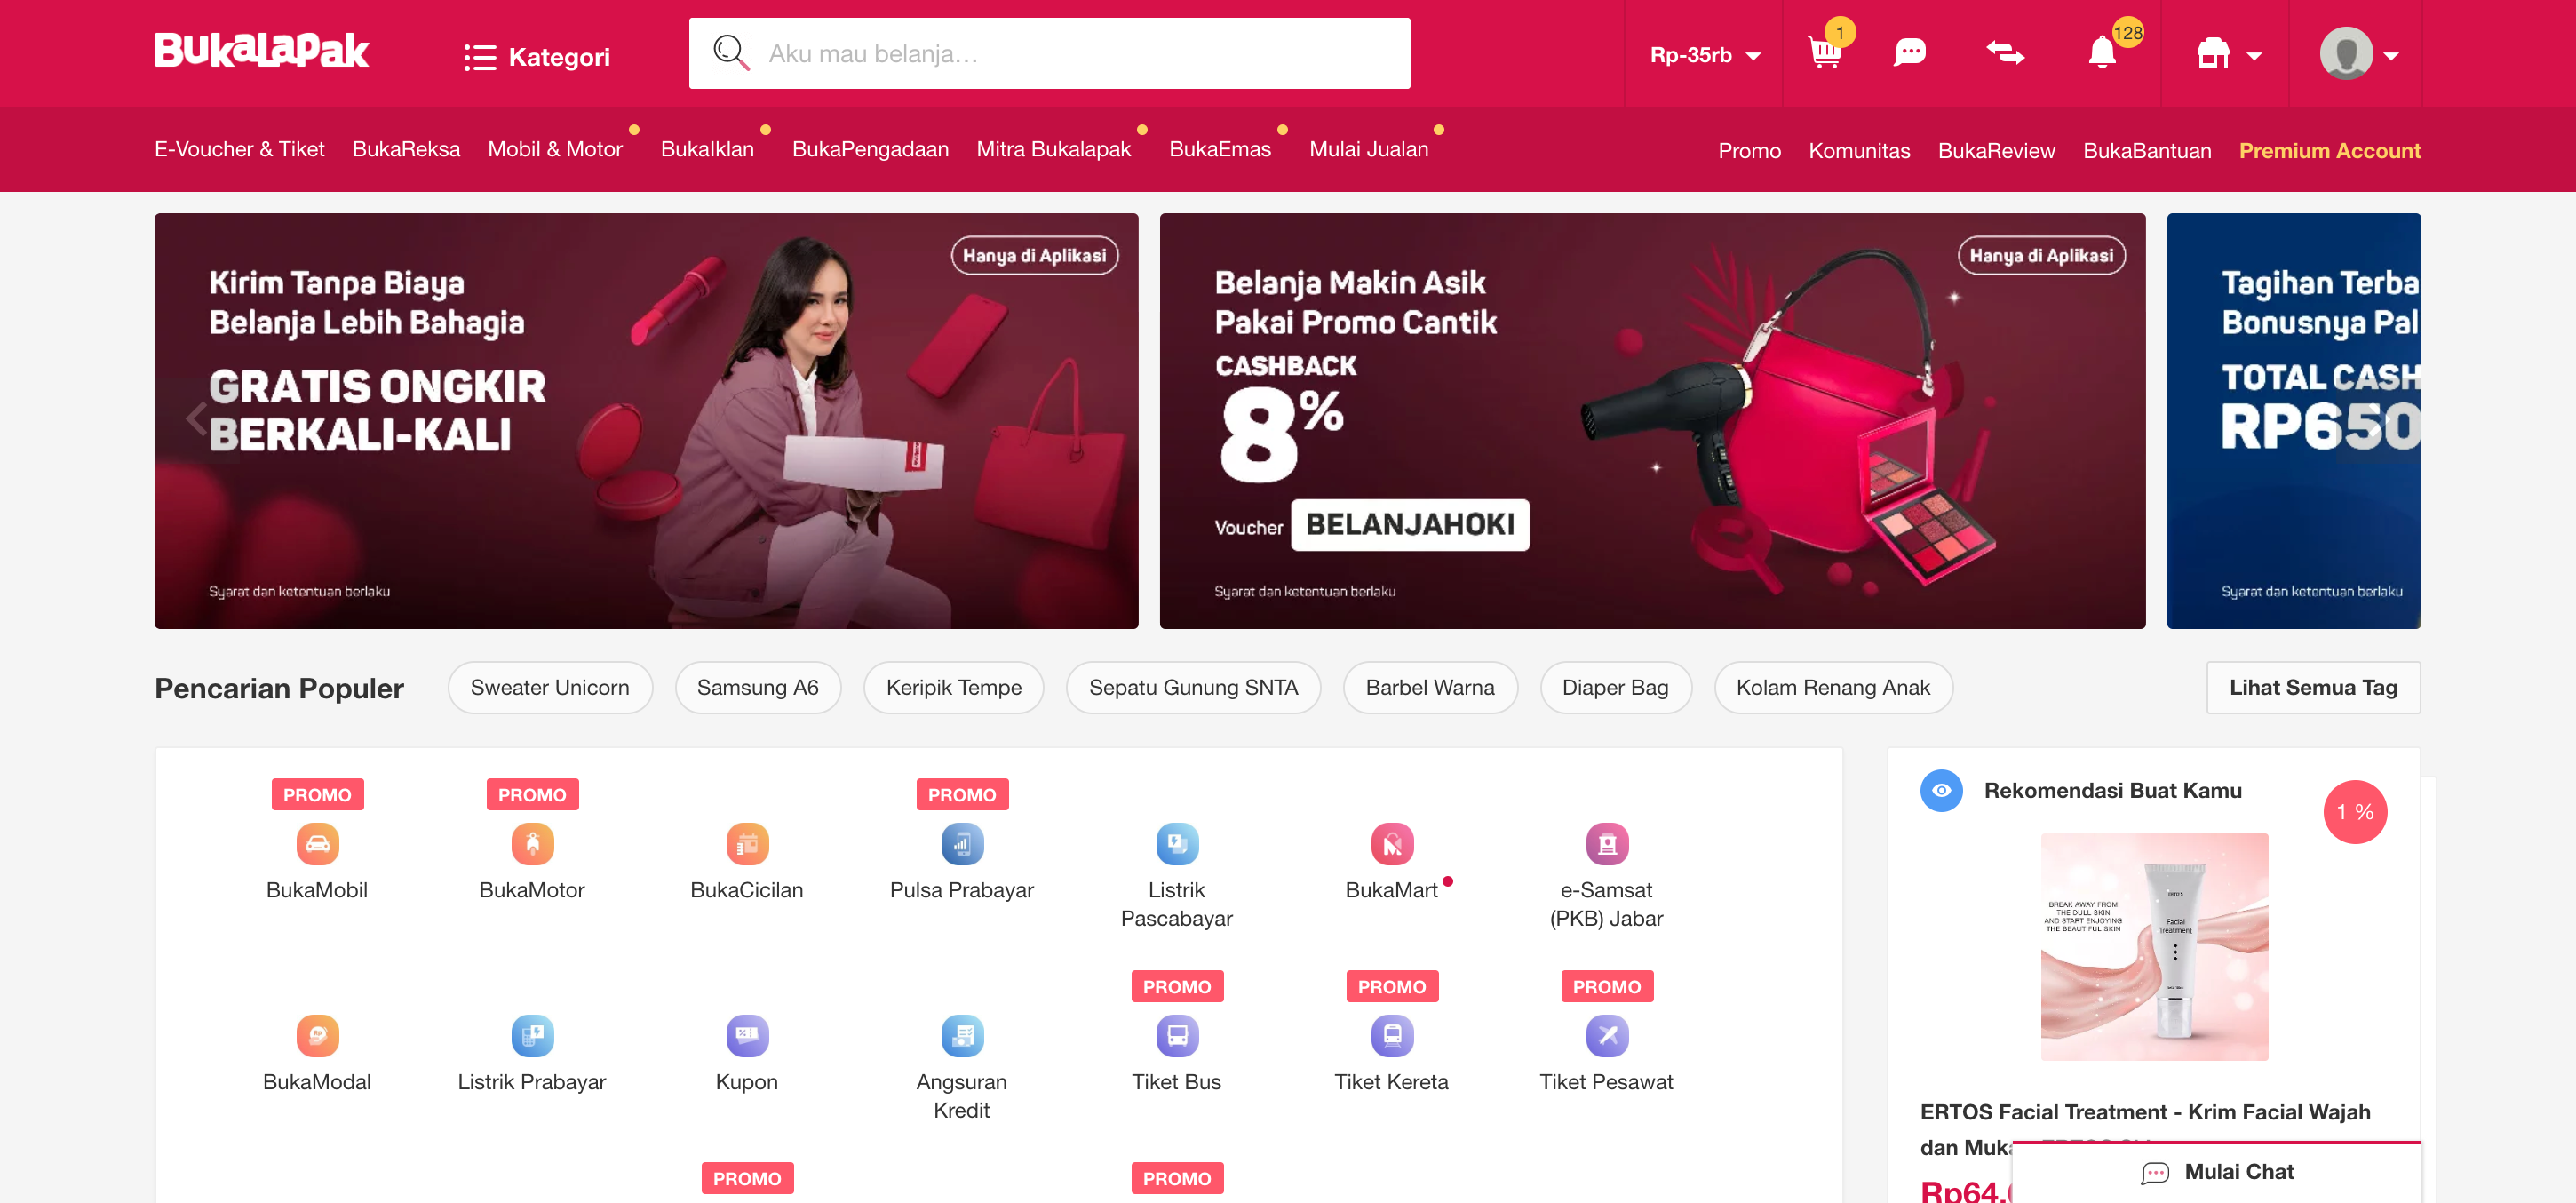 BukaLapak
Kategori
Aku mau belanja...
Rp-35rb
1
128
E-Voucher & Tiket
BukaReksa
Mobil & Motor
BukaIklan
BukaPengadaan
Mitra Bukalapak
BukaEmas
Mulai Jualan
Promo
Komunitas
BukaReview
BukaBantuan
Premium Account
Hanya di Aplikasi
Kirim Tanpa Biaya
Belanja Lebih Bahagia
GRATIS ONGKIR
BERKALI-KALI
Syarat dan ketentuan berlaku
Hanya di Aplikasi
Belanja Makin Asik
Pakai Promo Cantik
CASHBACK
8%
Voucher BELANJAHOKI
Syarat dan ketentuan berlaku
Tagihan Terba
Bonusnya Pal
TOTAL CASH
RP650
Syarat dan ketentuan berlaku
Pencarian Populer
Sweater Unicorn
Samsung A6
Keripik Tempe
Sepatu Gunung SNTA
Barbel Warna
Diaper Bag
Kolam Renang Anak
Lihat Semua Tag
PROMO
BukaMobil
PROMO
BukaMotor
BukaCicilan
PROMO
Pulsa Prabayar
Listrik
Pascabayar
BukaMart
e-Samsat
(PKB) Jabar
BukaModal
Listrik Prabayar
Kupon
Angsuran
Kredit
PROMO
Tiket Bus
PROMO
Tiket Kereta
PROMO
Tiket Pesawat
PROMO
PROMO
Rekomendasi Buat Kamu
1 %
BREAK AWAY FROM
THE DULL SKIN
AND START ENJOYING
THE BEAUTIFUL SKIN
Facial
Treatment
ERTOS Facial Treatment - Krim Facial Wajah
dan Muka
Rp64.
Mulai Chat